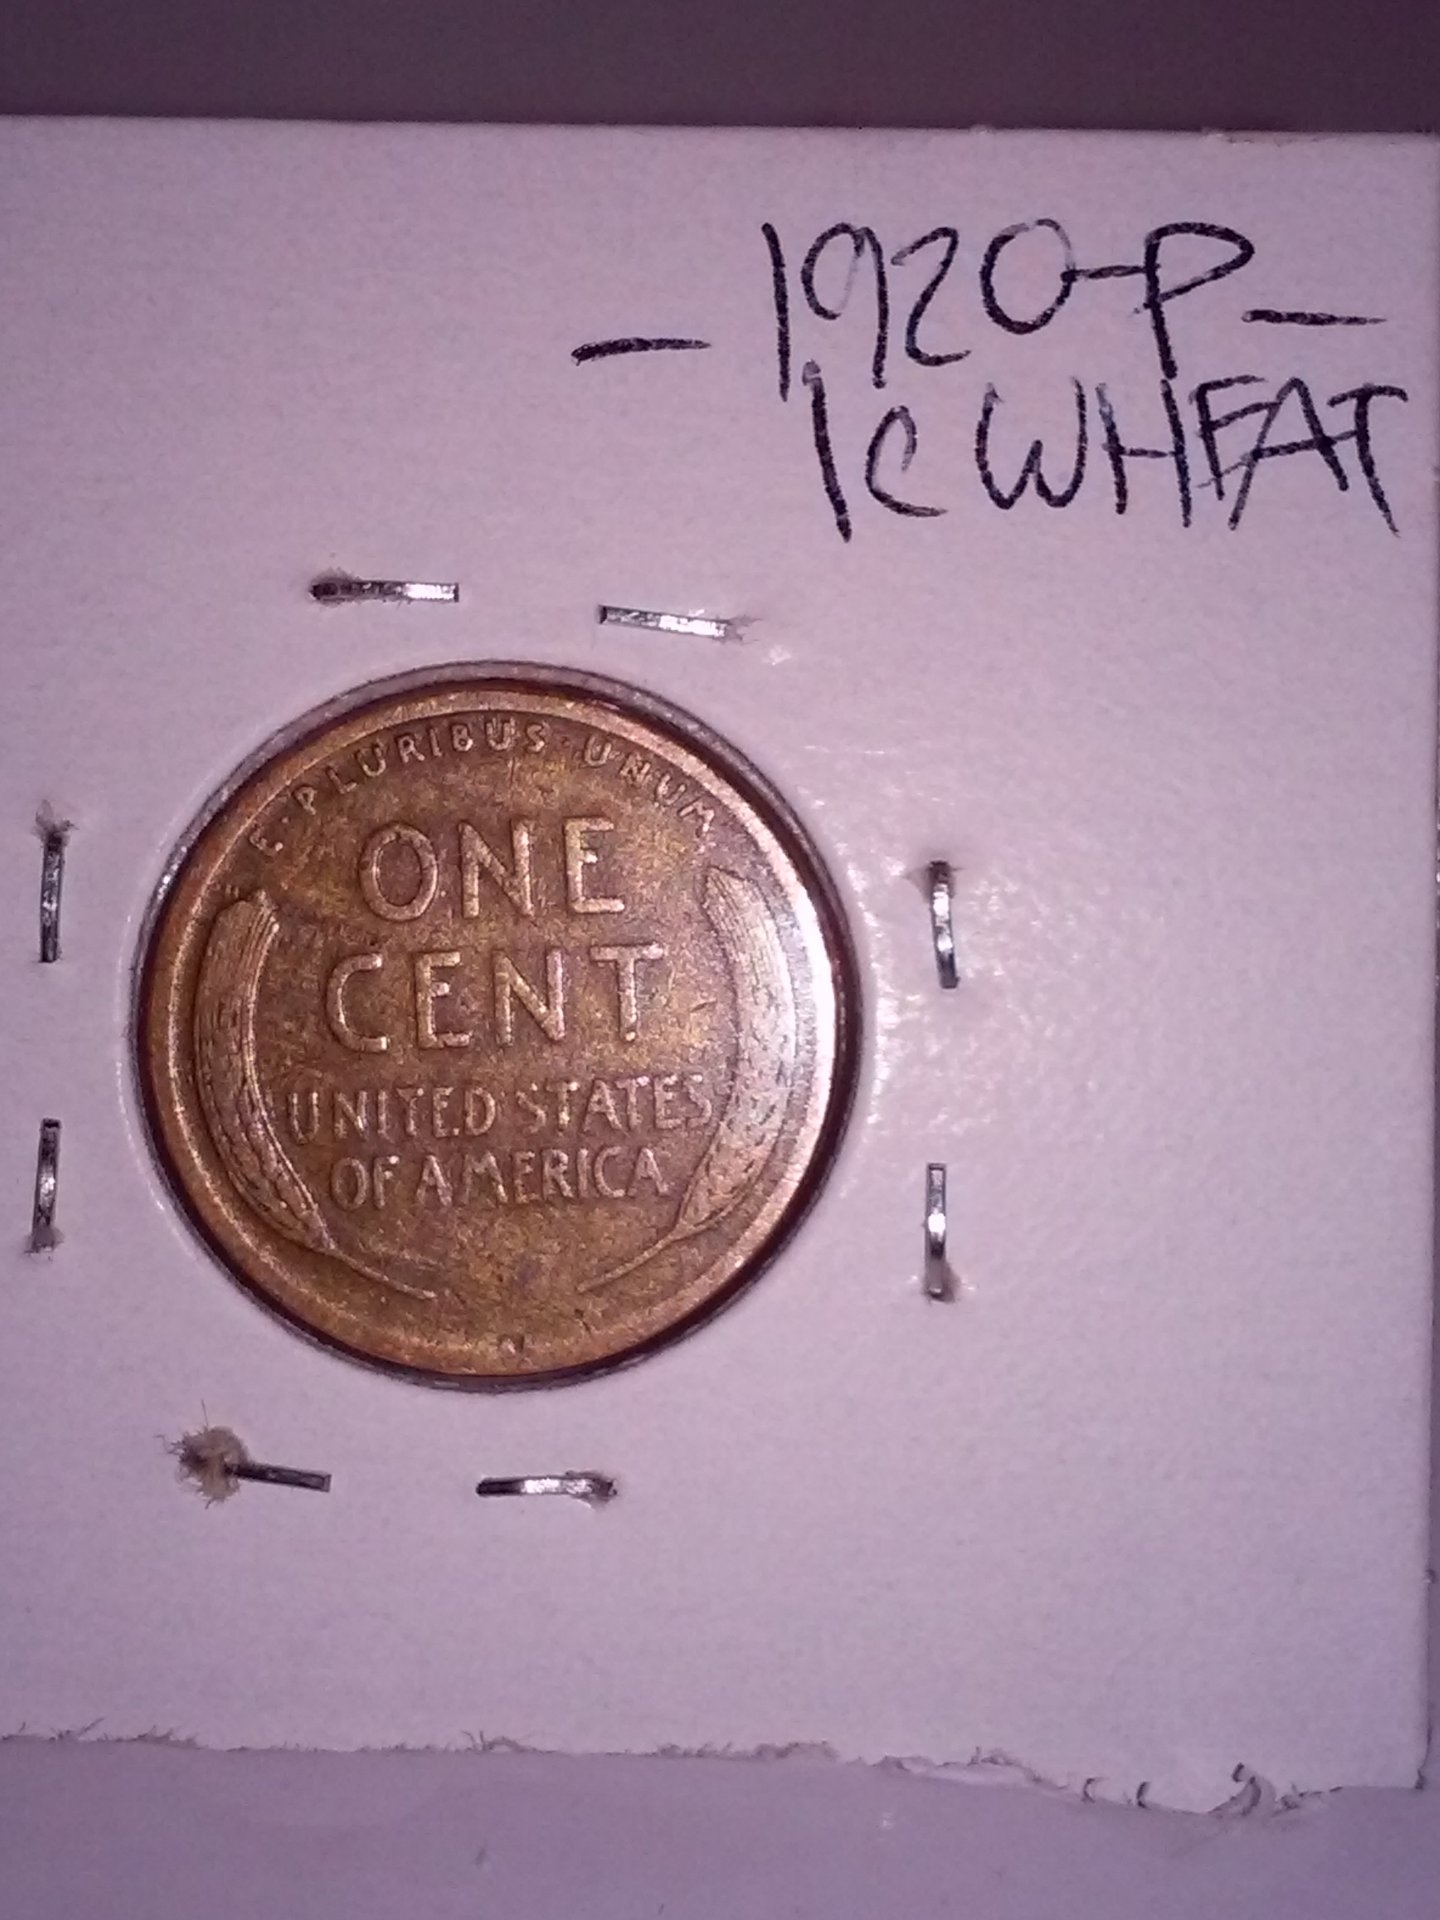 -1920-P-
1c WHEAT
E·PLURIBUS·UNUM
ONE
CENT
UNITED STATES
OF AMERICA